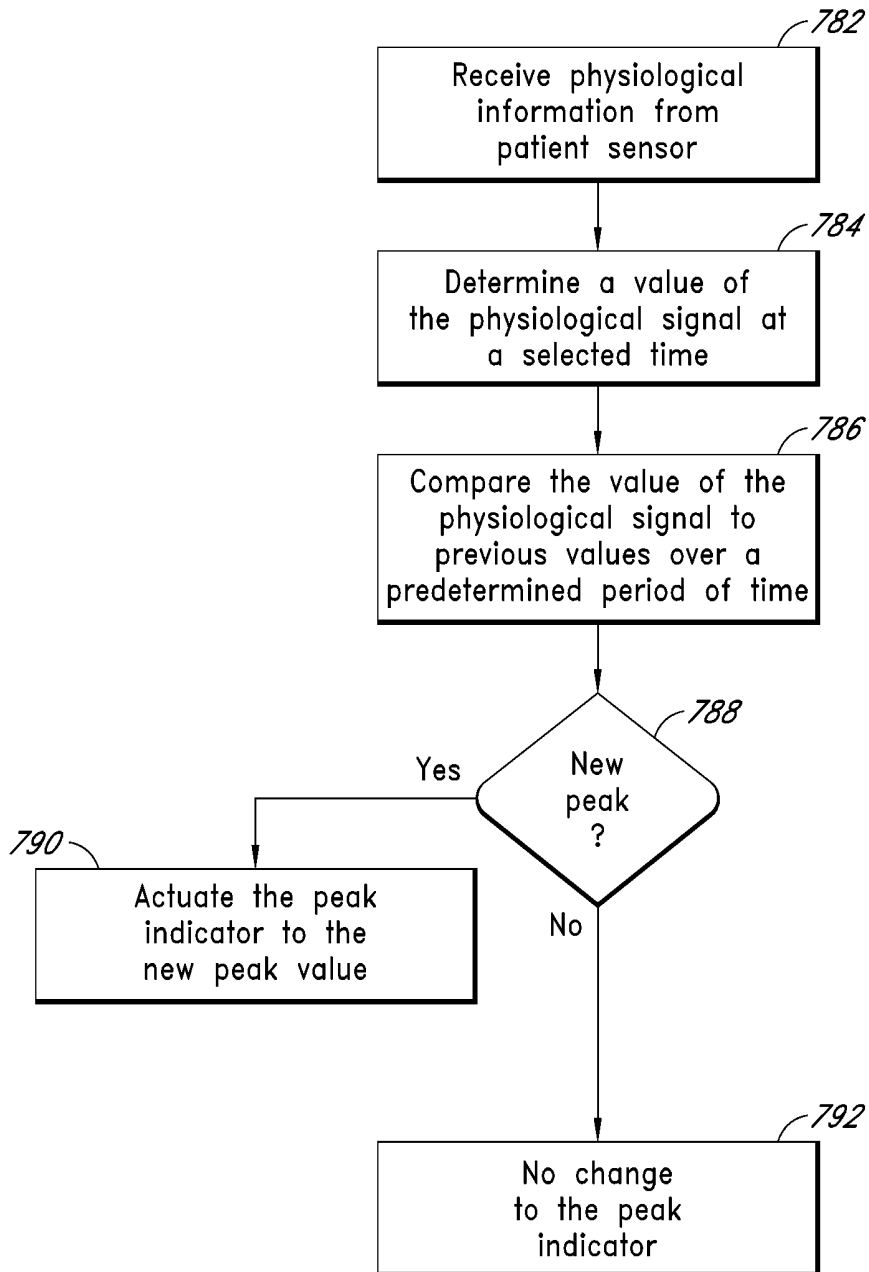 782
Receive physiological
information from
patient sensor
784
Determine a value of
the physiological signal at
a selected time
786
Compare the value of the
physiological signal to
previous values over a
predetermined period of time
788
New
peak
?
Yes
790
Actuate the peak
indicator to the
new peak value
No
792
No change
to the peak
indicator